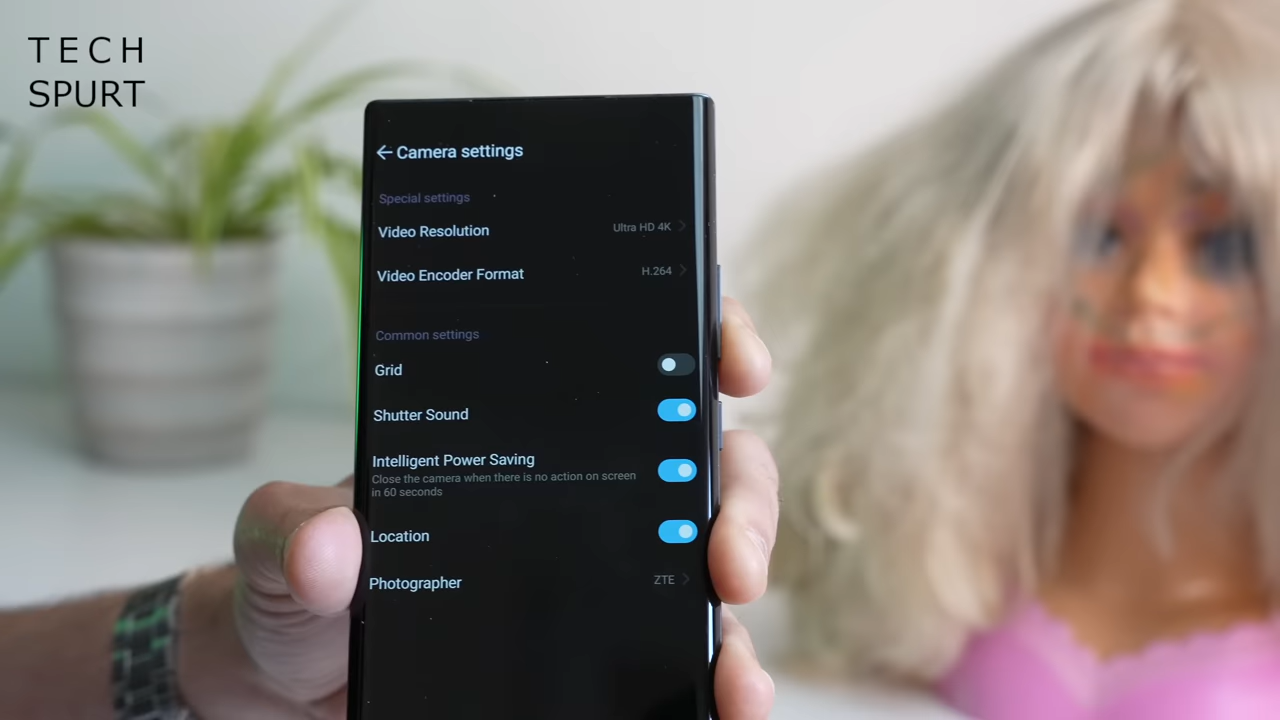 TECH
SPURT
Camera settings
Special settings
Video Resolution Ultra HD 4K
Video Encoder Format H.264
Common settings
Grid
Shutter Sound
Intelligent Power Saving
Close the camera when there is no action on screen
in 60 seconds
Location
Photographer ZTE